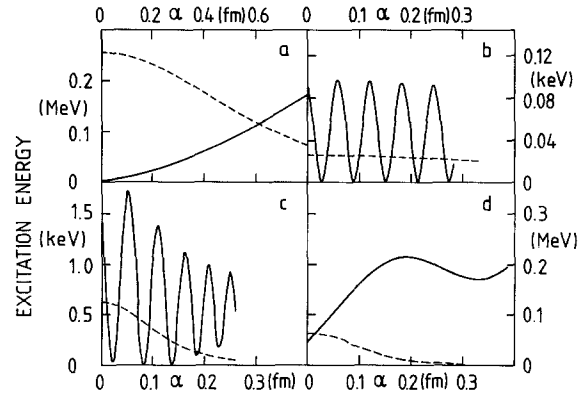 0 0.2 α 0.4 (fm) 0.6
0 0.1 α 0.2 (fm) 0.3
a
b
0.2
(MeV)
0.1
0
0.12
(keV)
0.08
0.04
0
EXCITATION ENERGY
c
d
1.5
(keV)
1.0
0.5
0
0.3
(MeV)
0.2
0.1
0
0 0.1 α 0.2 0.3 (fm)
0 0.1 α 0.2 (fm) 0.3